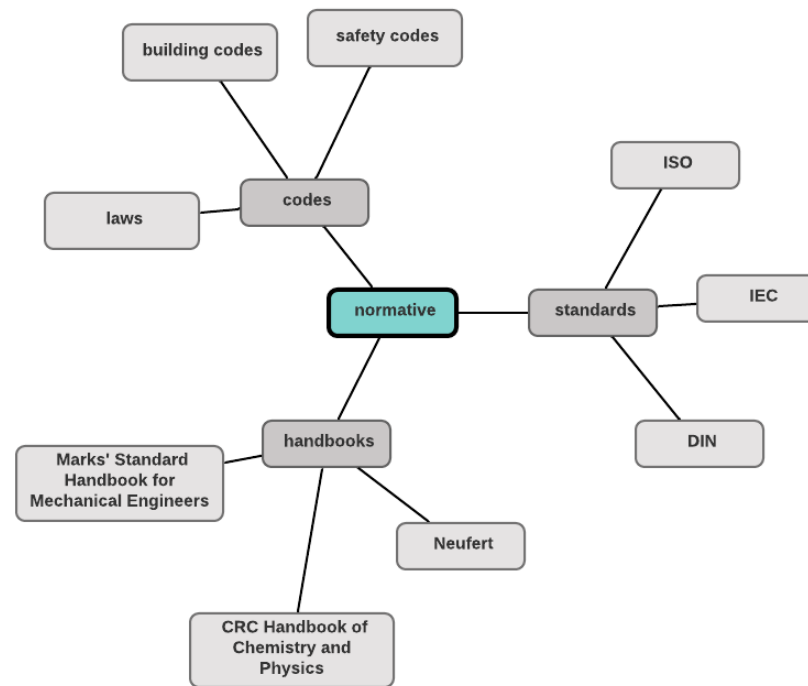 safety codes
building codes
ISO
codes
laws
IEC
normative
standards
handbooks
DIN
Marks' Standard
Handbook for
Mechanical Engineers
Neufert
CRC Handbook of
Chemistry and
Physics